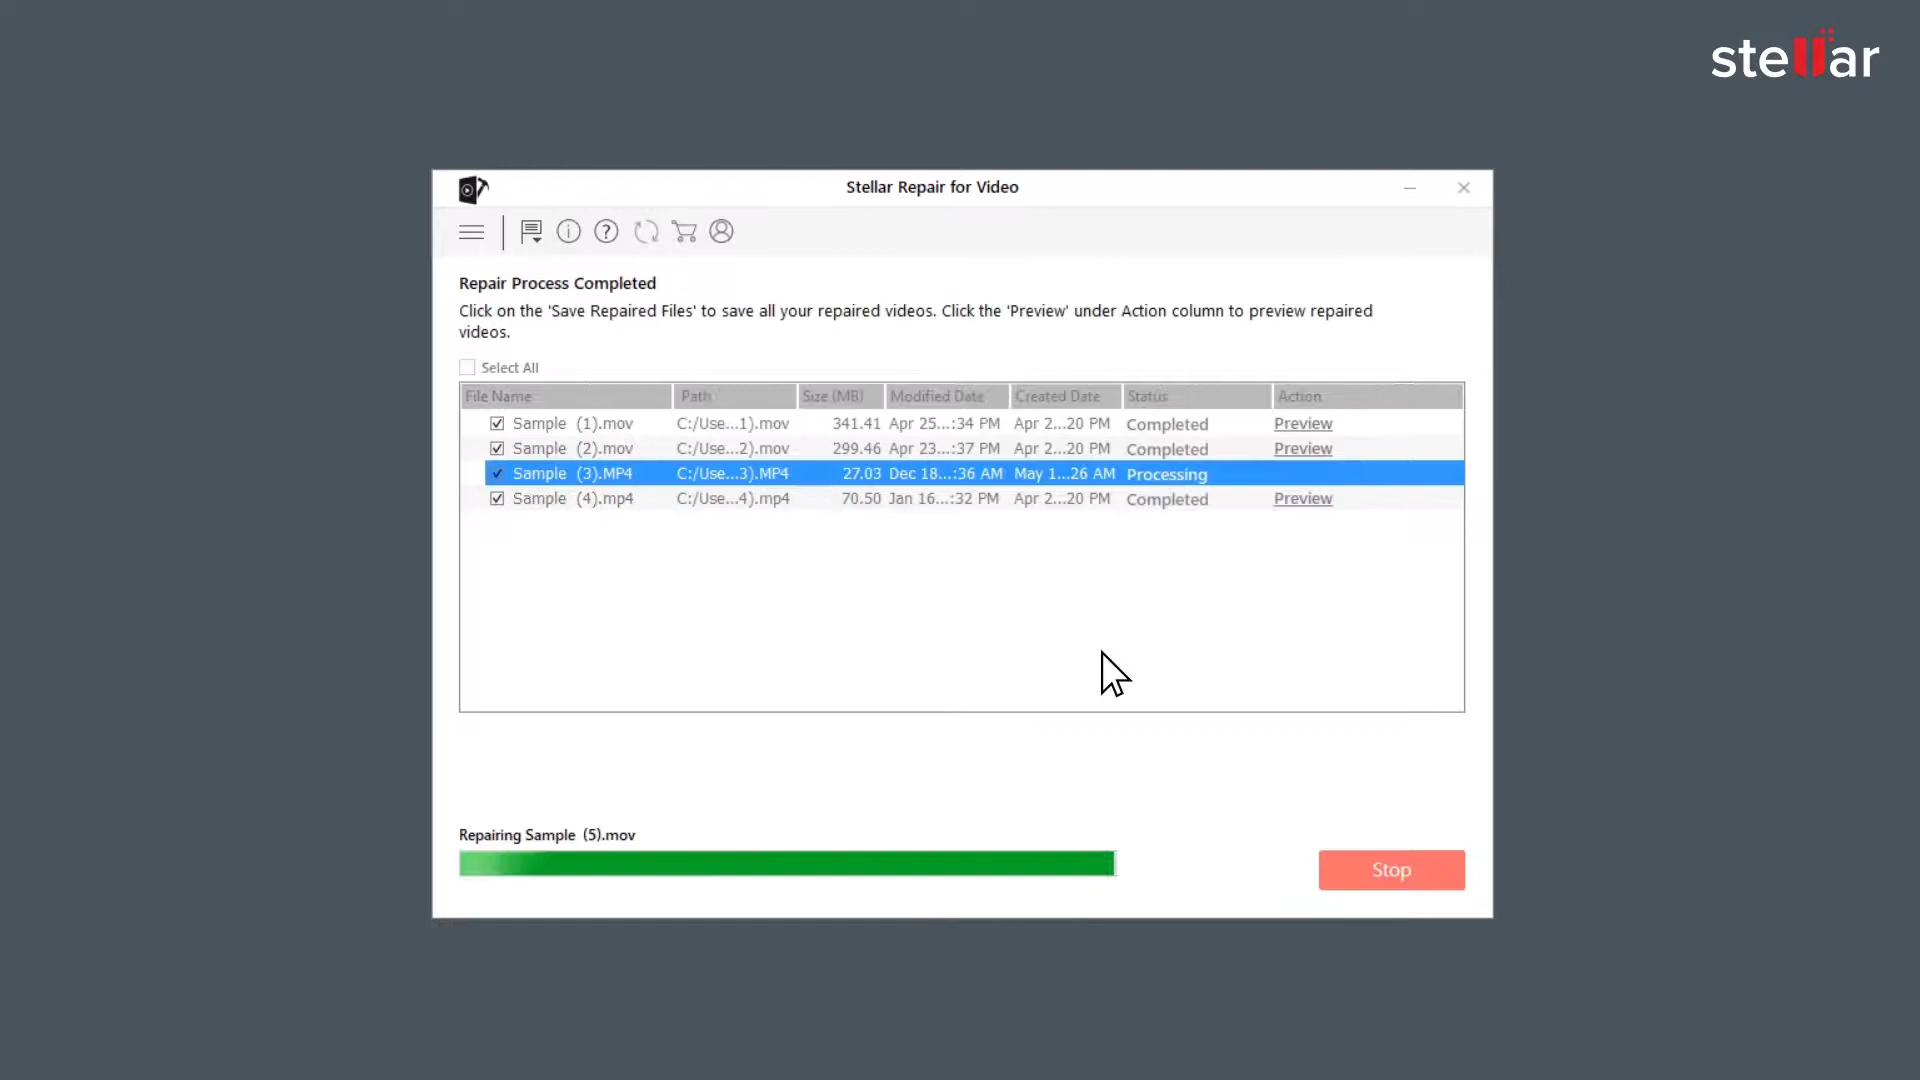 stellar
Stellar Repair for Video
Repair Process Completed
Click on the 'Save Repaired Files' to save all your repaired videos. Click the 'Preview' under Action column to preview repaired
videos.
Select All
File Name Path Size (MB) Modified Date Created Date Status Action
Sample (1).mov C:/Use...1).mov 341.41 Apr 25...:34 PM Apr 2...20 PM Completed Preview
Sample (2).mov C:/Use...2).mov 299.46 Apr 23...:37 PM Apr 2...20 PM Completed Preview
Sample (3).MP4 C:/Use...3).MP4 27.03 Dec 18...:36 AM May 1...26 AM Processing
Sample (4).mp4 C:/Use...4).mp4 70.50 Jan 16...:32 PM Apr 2...20 PM Completed Preview
Repairing Sample (5).mov
Stop